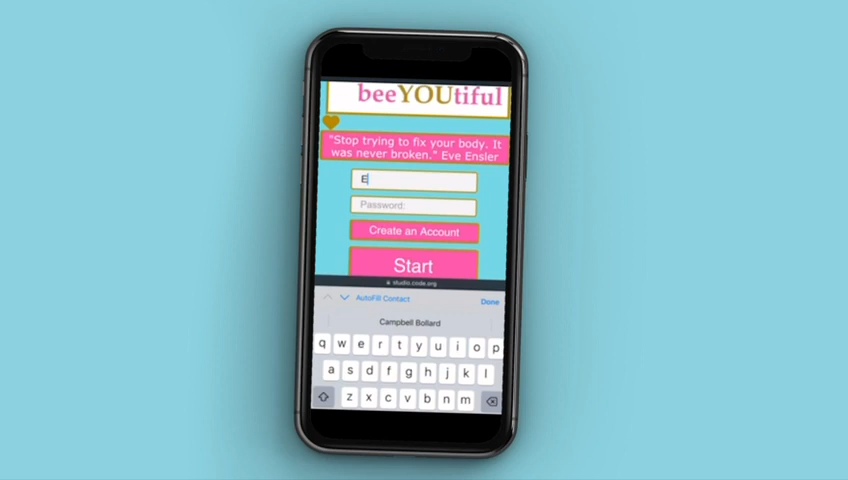 beeYOUtiful
"Stop trying to fix your body. It
was never broken." Eve Ensler
E
Password:
Create an Account
Start
studio.code.org
AutoFill Contact Done
Campbell Bollard
q w e r t y u i o p
a s d f g h j k l
z x c v b n m